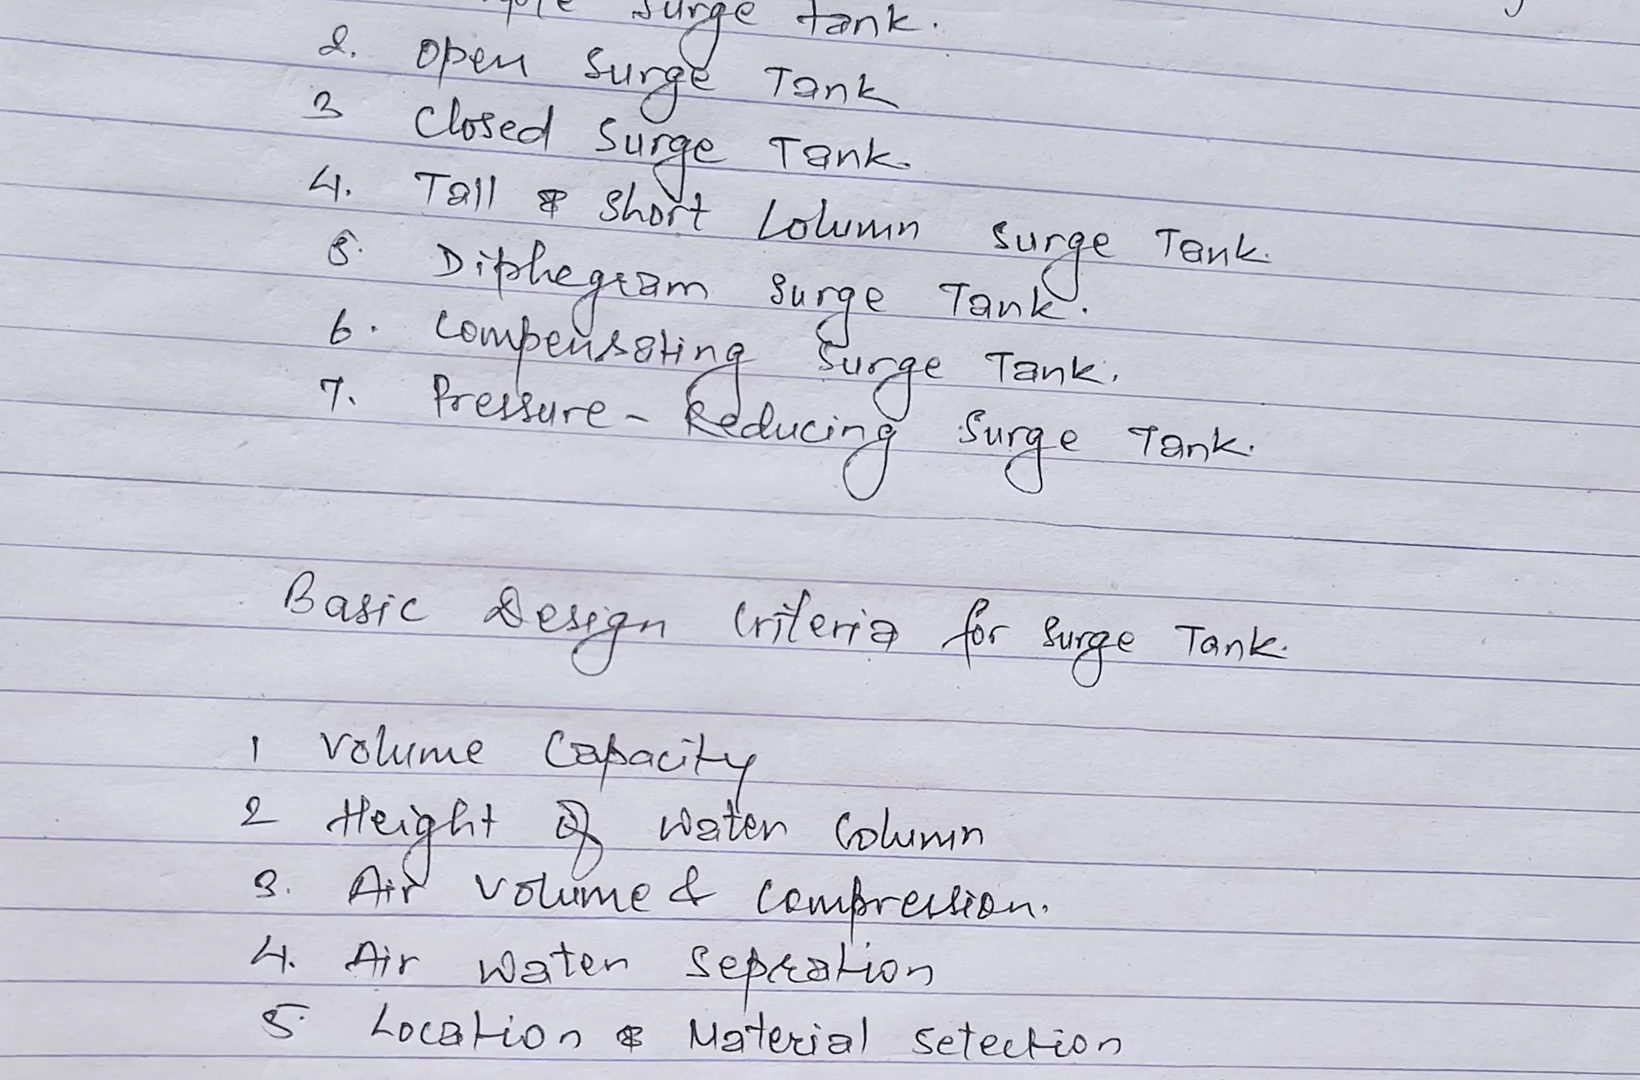 Surge tank.
2. Open Surge Tank
3 Closed Surge Tank.
4. Tall & Short Column Surge Tank.
5. Diphegram Surge Tank.
6. Compensating Surge Tank.
7. Pressure - Reducing Surge Tank.
Basic Design Criteria for Surge Tank.
1 Volume Capacity
2 Height of Water Column
3. Air Volume & Compression.
4. Air Water Sepration
5 Location & Material Setection